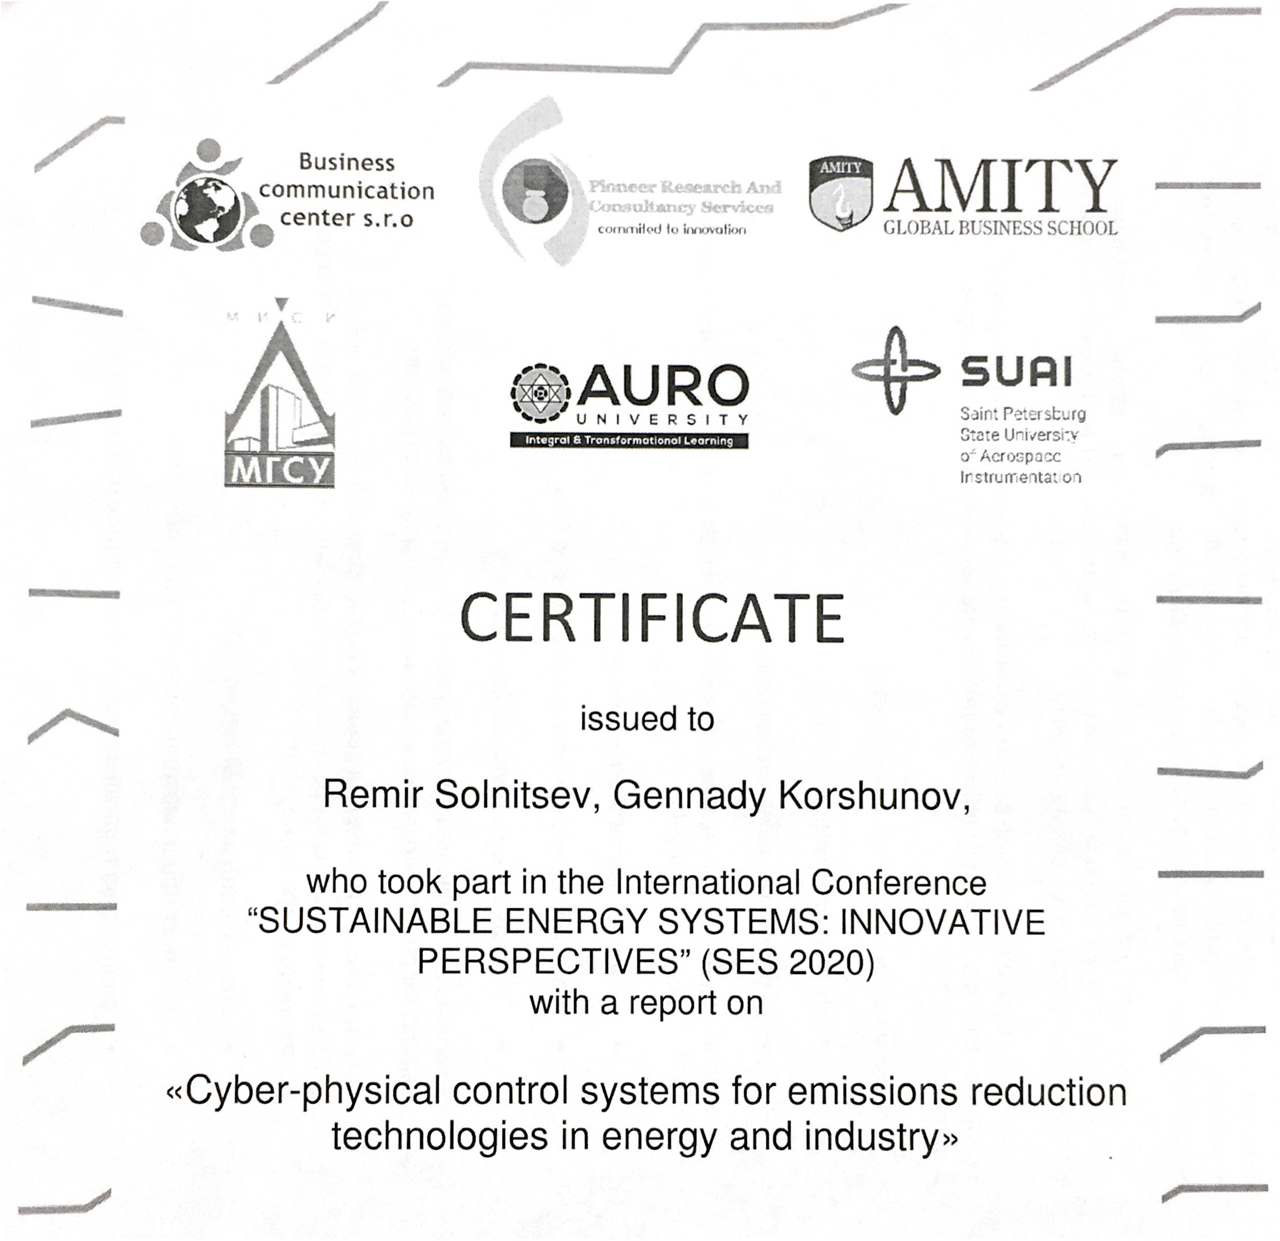 Business
communication
center s.r.o
Pioneer Research And
Consultancy Services
commited to innovation
AMITY
AMITY
GLOBAL BUSINESS SCHOOL
М И С И
МГСУ
AURO
UNIVERSITY
Integral & Transformational Learning
SUAI
Saint Petersburg
State University
of Aerospace
Instrumentation
CERTIFICATE
issued to
Remir Solnitsev, Gennady Korshunov,
who took part in the International Conference
“SUSTAINABLE ENERGY SYSTEMS: INNOVATIVE
PERSPECTIVES” (SES 2020)
with a report on
«Cyber-physical control systems for emissions reduction
technologies in energy and industry»